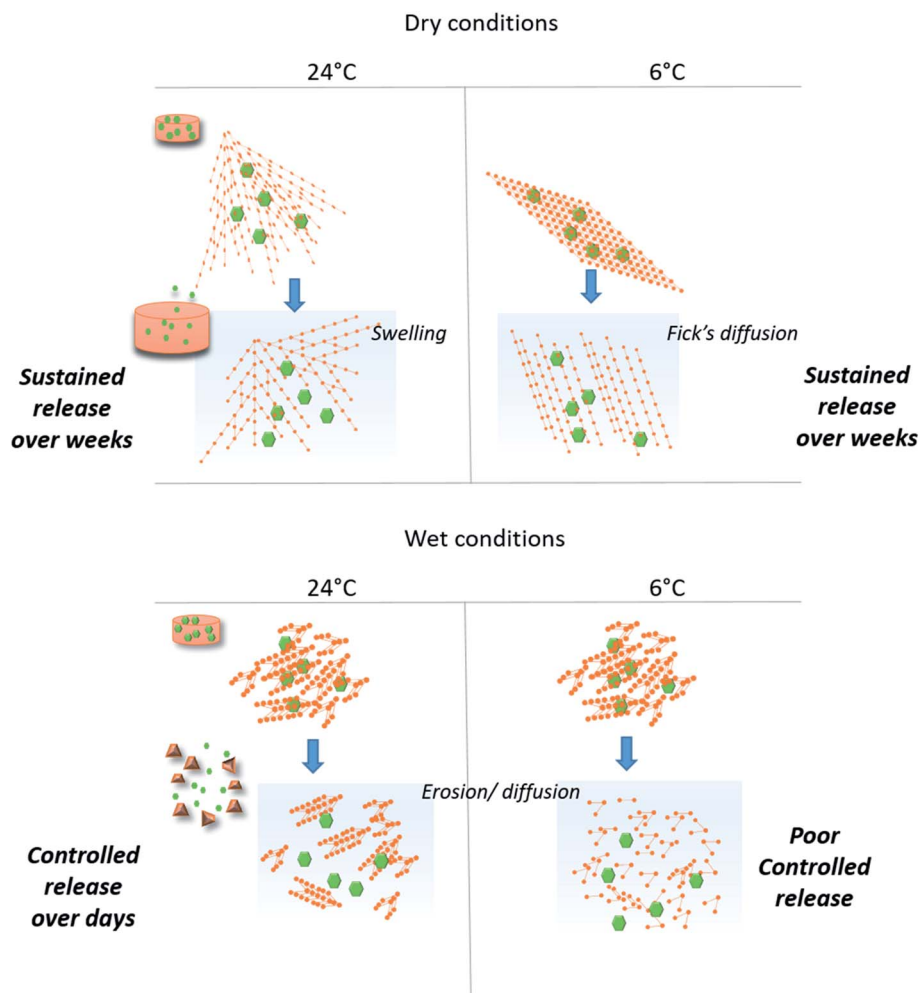 Dry conditions
24°C
6°C
Swelling
Fick's diffusion
Sustained
release
over weeks
Sustained
release
over weeks
Wet conditions
24°C
6°C
Erosion/ diffusion
Controlled
release
over days
Poor
Controlled
release